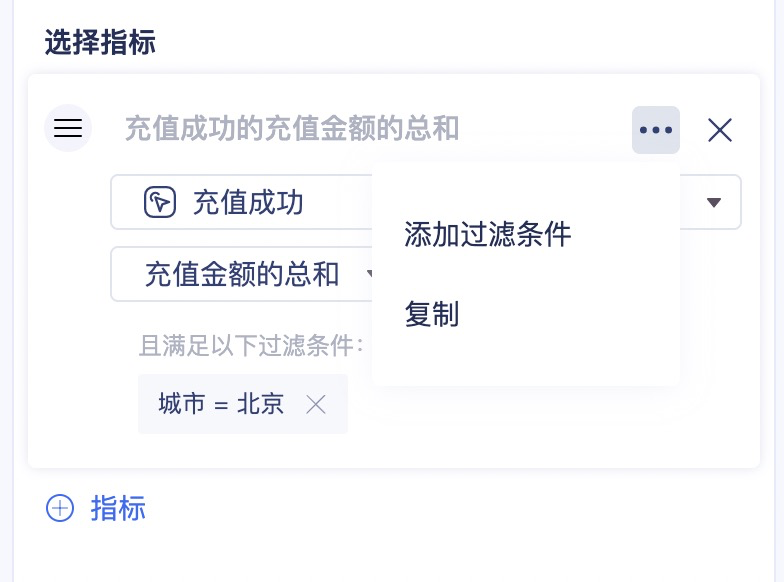 选择指标
充值成功的充值金额的总和
充值成功
添加过滤条件
充值金额的总和
复制
且满足以下过滤条件：
城市 = 北京
指标